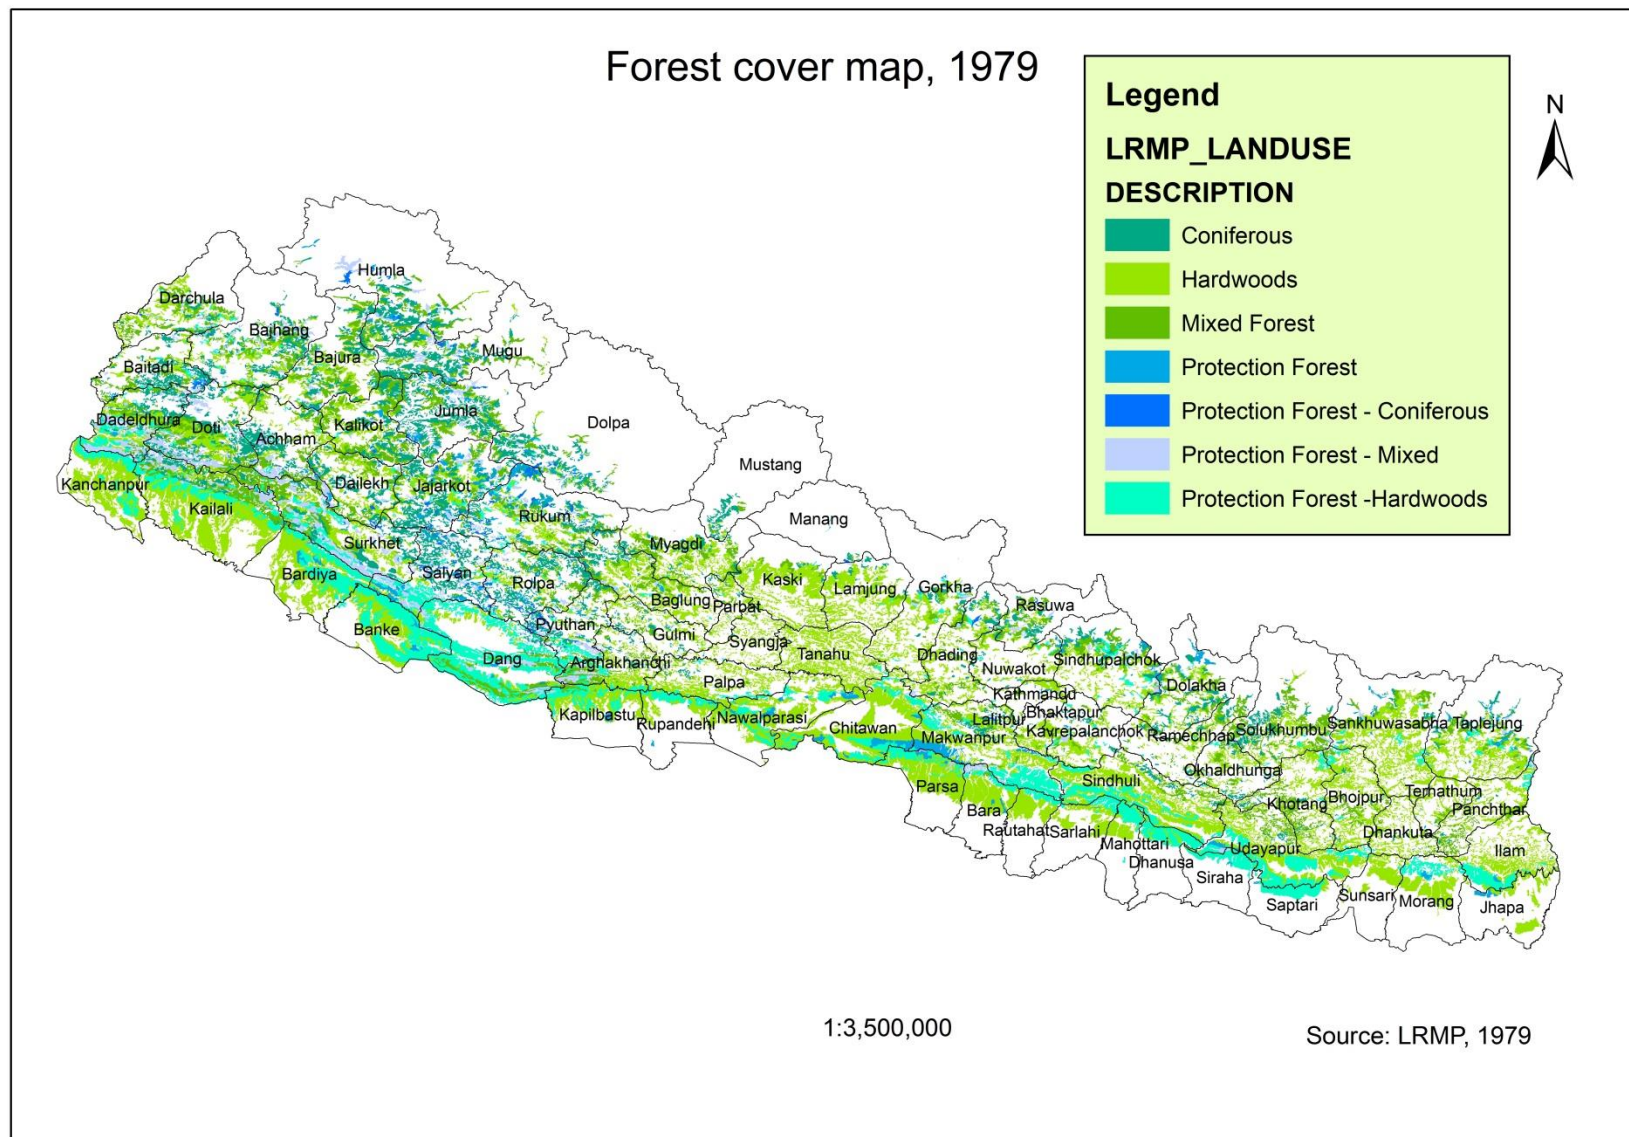 Forest cover map, 1979
Legend
LRMP_LANDUSE
DESCRIPTION
Coniferous
Hardwoods
Mixed Forest
Protection Forest
Protection Forest - Coniferous
Protection Forest - Mixed
Protection Forest -Hardwoods
N
Humla
Darchula
Bajhang
Bajura
Mugu
Baitadi
Jumla
Dolpa
Dadeldhura
Doti
Achham
Kalikot
Mustang
Kanchanpur
Kailali
Dailekh
Jajarkot
Rukum
Manang
Surkhet
Myagdi
Bardiya
Salyan
Rolpa
Kaski
Lamjung
Gorkha
Rasuwa
Baglung
Parbat
Banke
Pyuthan
Gulmi
Syangja
Tanahu
Dhading
Sindhupalchok
Dang
Arghakhanchi
Nuwakot
Palpa
Dolakha
Kathmandu
Bhaktapur
Kapilbastu
Rupandehi
Nawalparasi
Chitawan
Lalitpur
Kavrepalanchok
Makwanpur
Ramechhap
Solukhumbu
Sankhuwasabha
Taplejung
Okhaldhunga
Sindhuli
Parsa
Bara
Khotang
Bhojpur
Terhathum
Panchthar
Rautahat
Sarlahi
Dhankuta
Mahottari
Udayapur
Ilam
Dhanusa
Siraha
Saptari
Sunsari
Morang
Jhapa
1:3,500,000
Source: LRMP, 1979